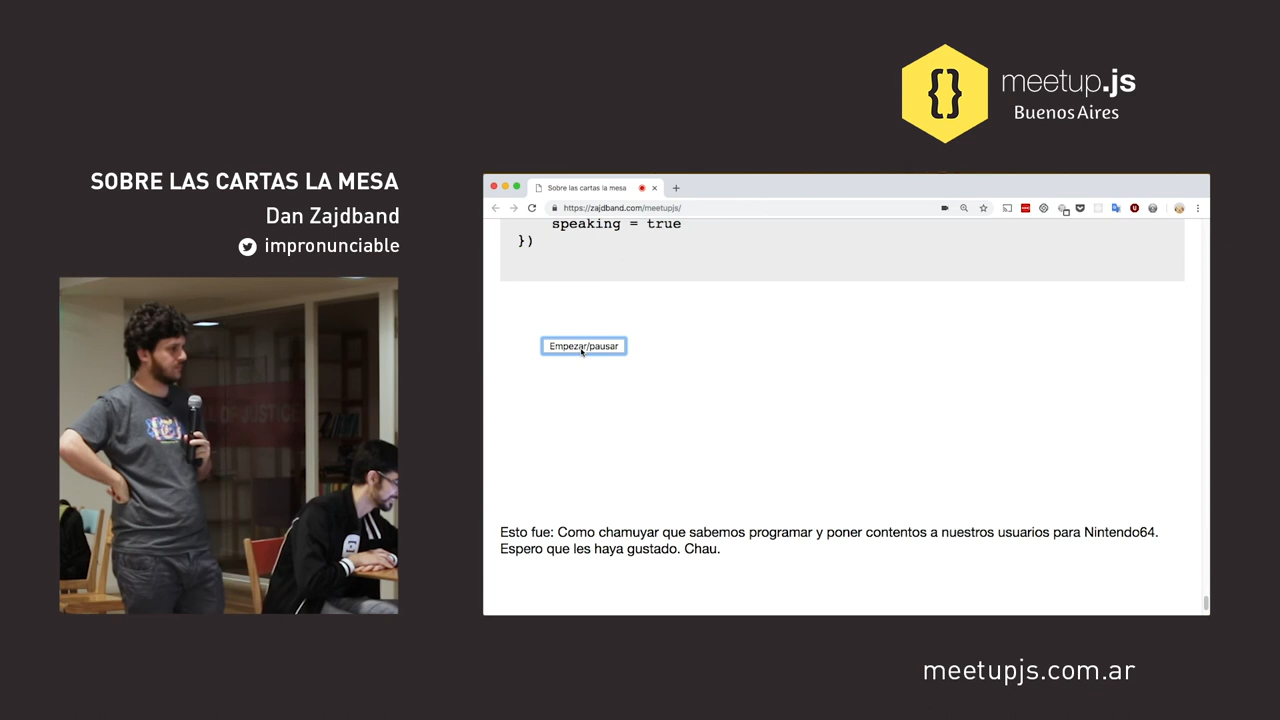 {}
meetup.js
Buenos Aires
SOBRE LAS CARTAS LA MESA
Dan Zajdband
impronunciable
Sobre las cartas la mesa
https://zajdband.com/meetupjs/
speaking = true
})
Empezar/pausar
Esto fue: Como chamuyar que sabemos programar y poner contentos a nuestros usuarios para Nintendo64.
Espero que les haya gustado. Chau.
meetupjs.com.ar